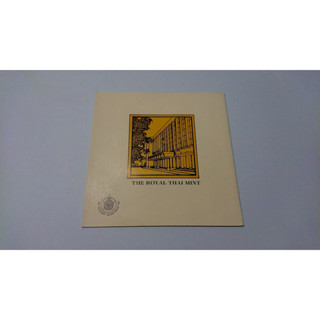 THE ROYAL THAI MINT